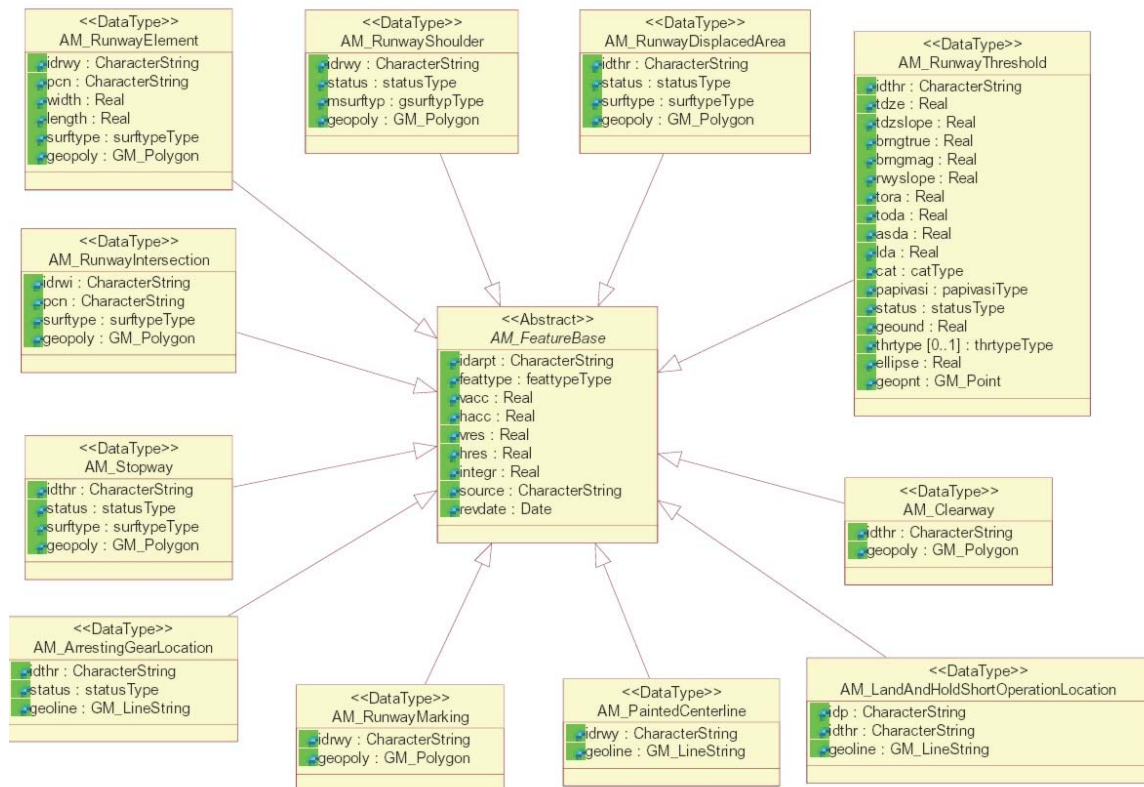 <<DataType>>
AM_RunwayElement
idrwy : CharacterString
pcn : CharacterString
width : Real
length : Real
surftype : surftypeType
geopoly : GM_Polygon
<<DataType>>
AM_RunwayShoulder
idrwy : CharacterString
status : statusType
msurftyp : gsurftypType
geopoly : GM_Polygon
<<DataType>>
AM_RunwayDisplacedArea
idthr : CharacterString
status : statusType
surftype : surftypeType
geopoly : GM_Polygon
<<DataType>>
AM_RunwayThreshold
idthr : CharacterString
tdze : Real
tdzslope : Real
brngtrue : Real
brngmag : Real
rwyslope : Real
tora : Real
toda : Real
asda : Real
lda : Real
cat : catType
papivasi : papivasiType
status : statusType
geound : Real
thrtype [0..1] : thrtypeType
ellipse : Real
geopnt : GM_Point
<<DataType>>
AM_RunwayIntersection
idrwi : CharacterString
pcn : CharacterString
surftype : surftypeType
geopoly : GM_Polygon
<<Abstract>>
AM_FeatureBase
idarpt : CharacterString
feattype : feattypeType
vacc : Real
hacc : Real
vres : Real
hres : Real
integr : Real
source : CharacterString
revdate : Date
<<DataType>>
AM_Stopway
idthr : CharacterString
status : statusType
surftype : surftypeType
geopoly : GM_Polygon
<<DataType>>
AM_Clearway
idthr : CharacterString
geopoly : GM_Polygon
<<DataType>>
AM_ArrestingGearLocation
idthr : CharacterString
status : statusType
geoline : GM_LineString
<<DataType>>
AM_RunwayMarking
idrwy : CharacterString
geopoly : GM_Polygon
<<DataType>>
AM_PaintedCenterline
idrwy : CharacterString
geoline : GM_LineString
<<DataType>>
AM_LandAndHoldShortOperationLocation
idp : CharacterString
idthr : CharacterString
geoline : GM_LineString